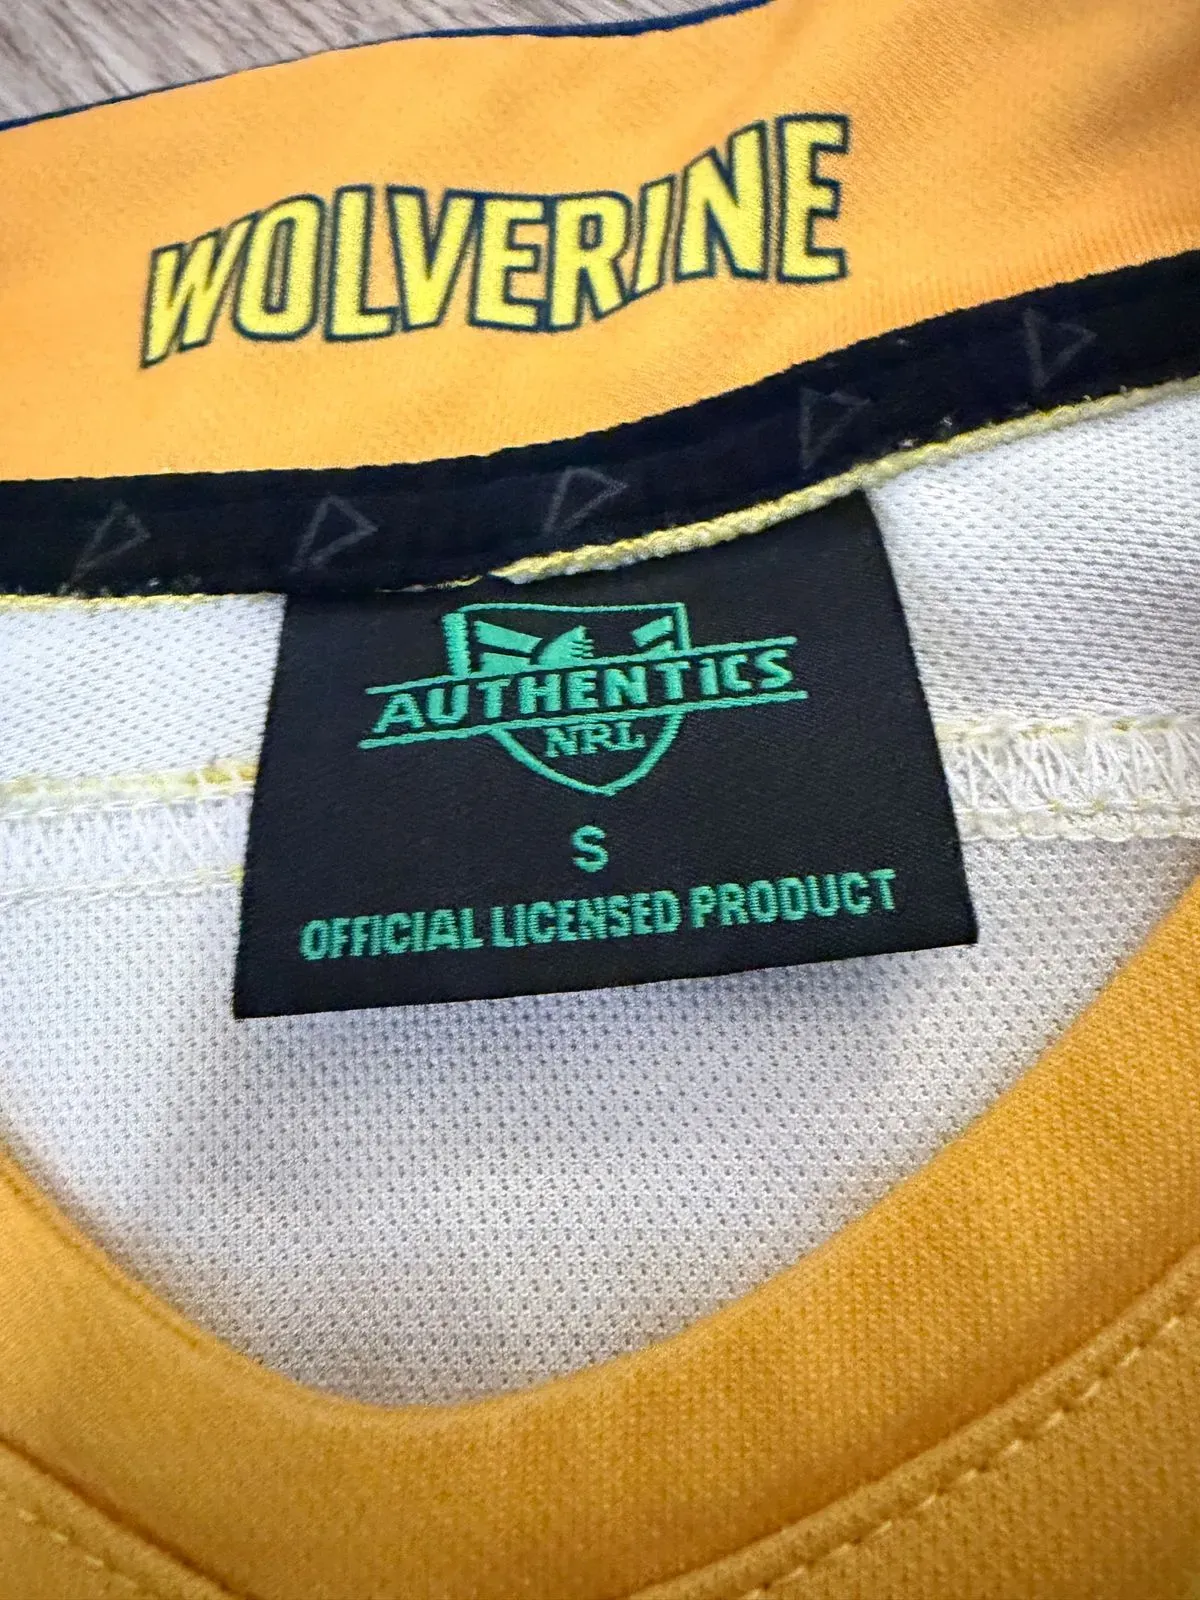 WOLVERINE
AUTHENTICS
NRL
S
OFFICIAL LICENSED PRODUCT